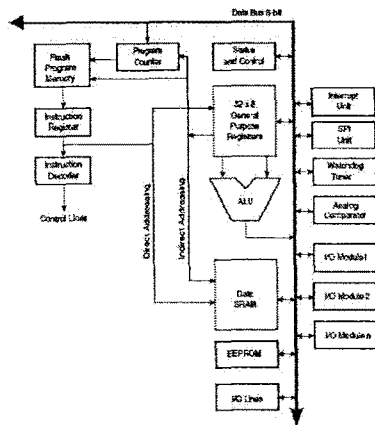 Data Bus 8-bit
Flash
Program
Memory
Program
Counter
Status
and Control
Instruction
Register
32 x 8
General
Purpose
Registers
Interrupt
Unit
SPI
Unit
Instruction
Decoder
Watchdog
Timer
Direct Addressing
Indirect Addressing
ALU
Analog
Comparator
Control Lines
I/O Module1
Data
SRAM
I/O Module 2
I/O Module n
EEPROM
I/O Lines